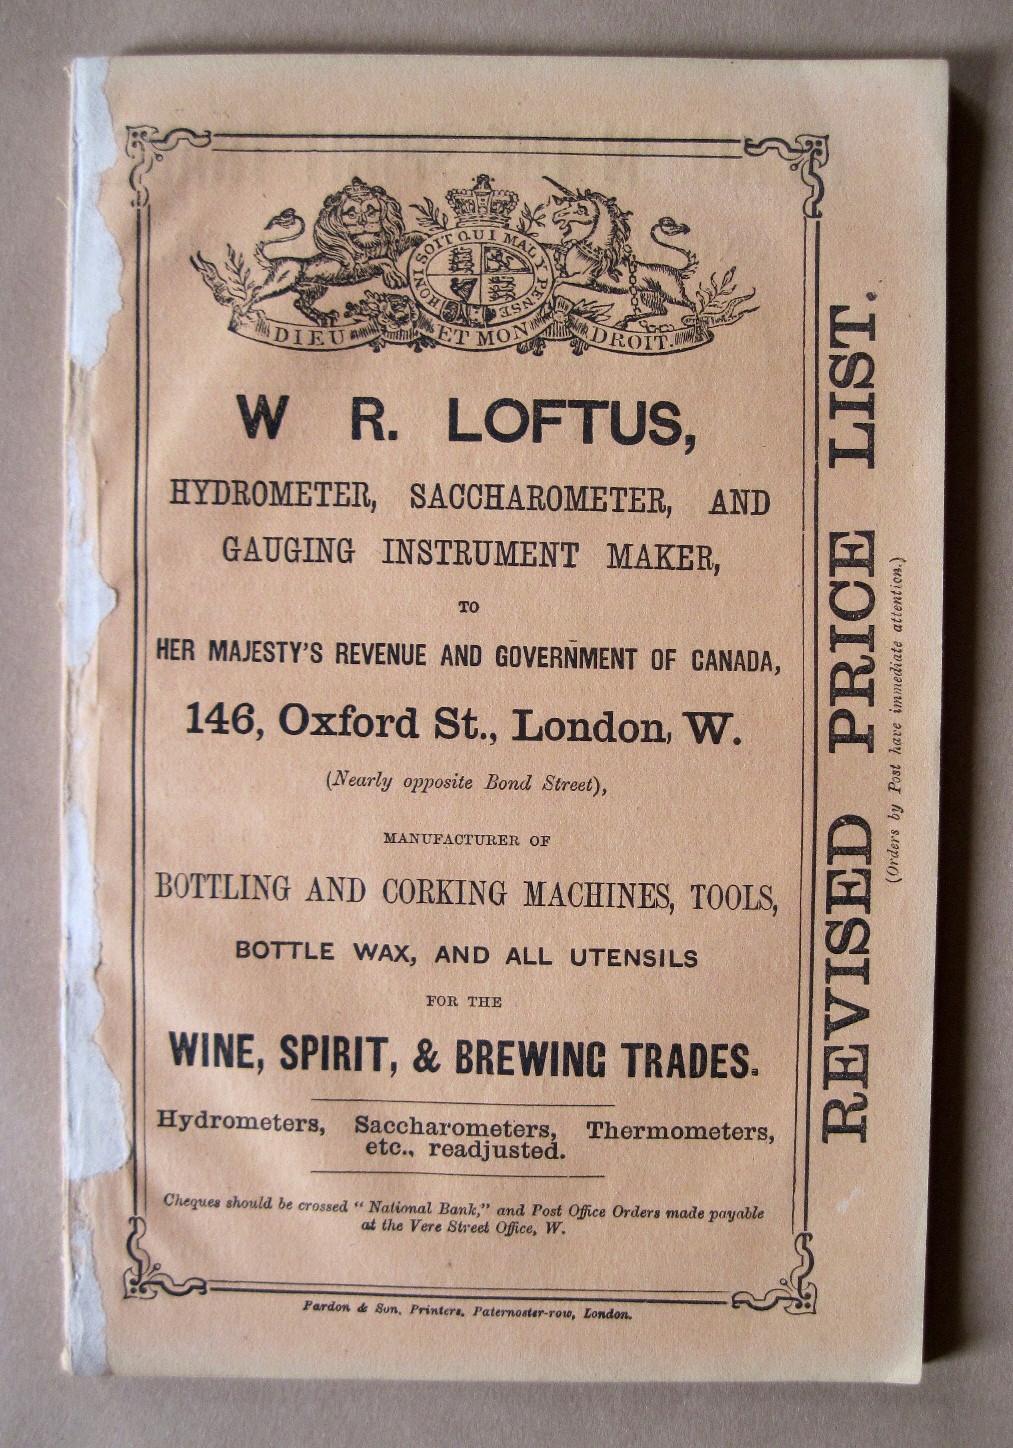 HONI SOIT QUI MAL Y PENSE
DIEU ET MON DROIT.
W R. LOFTUS,
HYDROMETER, SACCHAROMETER, AND
GAUGING INSTRUMENT MAKER,
TO
HER MAJESTY'S REVENUE AND GOVERNMENT OF CANADA,
146, Oxford St., London, W.
(Nearly opposite Bond Street),
MANUFACTURER OF
BOTTLING AND CORKING MACHINES, TOOLS,
BOTTLE WAX, AND ALL UTENSILS
FOR THE
WINE, SPIRIT, & BREWING TRADES.
Hydrometers, Saccharometers, Thermometers,
etc., readjusted.
Cheques should be crossed "National Bank," and Post Office Orders made payable
at the Vere Street Office, W.
Pardon & Son, Printers, Paternoster-row, London.
REVISED PRICE LIST.
(Orders by Post have immediate attention.)